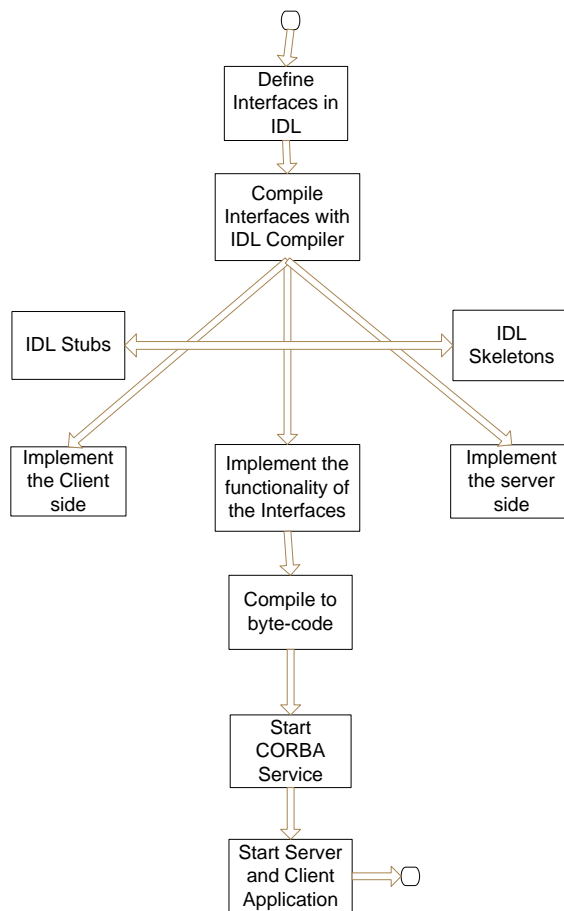 Define
Interfaces in
IDL
Compile
Interfaces with
IDL Compiler
IDL Stubs
IDL
Skeletons
Implement
the Client
side
Implement the
functionality of
the Interfaces
Implement
the server
side
Compile to
byte-code
Start
CORBA
Service
Start Server
and Client
Application